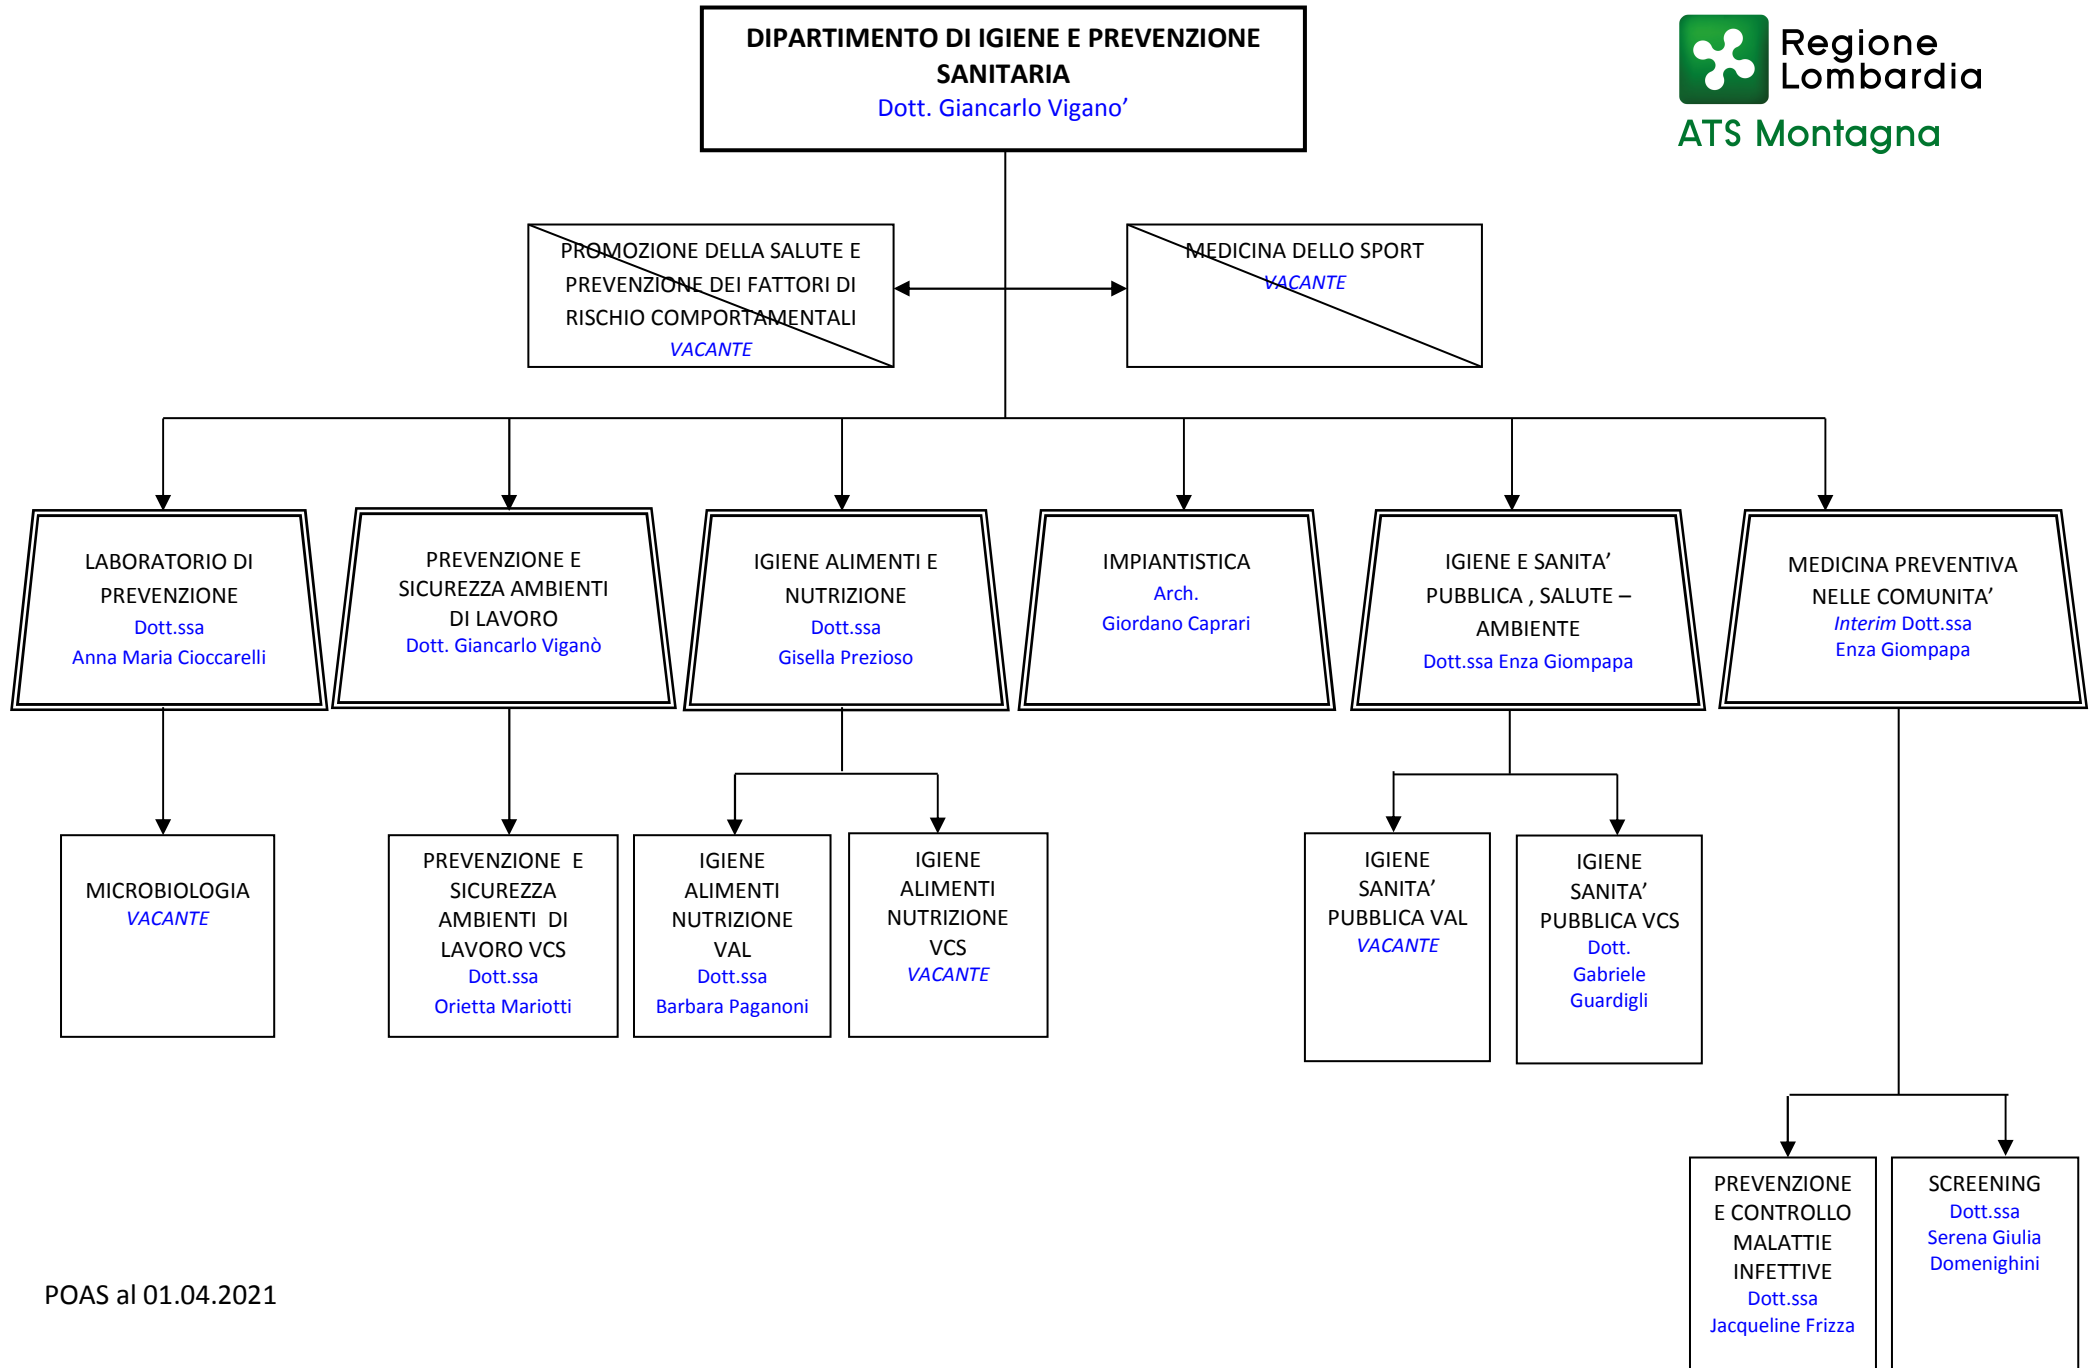 DIPARTIMENTO DI IGIENE E PREVENZIONE
SANITARIA
Dott. Giancarlo Vigano’
Regione
Lombardia
ATS Montagna
PROMOZIONE DELLA SALUTE E
PREVENZIONE DEI FATTORI DI
RISCHIO COMPORTAMENTALI
VACANTE
MEDICINA DELLO SPORT
VACANTE
LABORATORIO DI
PREVENZIONE
Dott.ssa
Anna Maria Cioccarelli
PREVENZIONE E
SICUREZZA AMBIENTI
DI LAVORO
Dott. Giancarlo Viganò
IGIENE ALIMENTI E
NUTRIZIONE
Dott.ssa
Gisella Prezioso
IMPIANTISTICA
Arch.
Giordano Caprari
IGIENE E SANITA’
PUBBLICA , SALUTE –
AMBIENTE
Dott.ssa Enza Giompapa
MEDICINA PREVENTIVA
NELLE COMUNITA’
Interim Dott.ssa
Enza Giompapa
MICROBIOLOGIA
VACANTE
PREVENZIONE E
SICUREZZA
AMBIENTI DI
LAVORO VCS
Dott.ssa
Orietta Mariotti
IGIENE
ALIMENTI
NUTRIZIONE
VAL
Dott.ssa
Barbara Paganoni
IGIENE
ALIMENTI
NUTRIZIONE
VCS
VACANTE
IGIENE
SANITA’
PUBBLICA VAL
VACANTE
IGIENE
SANITA’
PUBBLICA VCS
Dott.
Gabriele
Guardigli
PREVENZIONE
E CONTROLLO
MALATTIE
INFETTIVE
Dott.ssa
Jacqueline Frizza
SCREENING
Dott.ssa
Serena Giulia
Domenighini
POAS al 01.04.2021